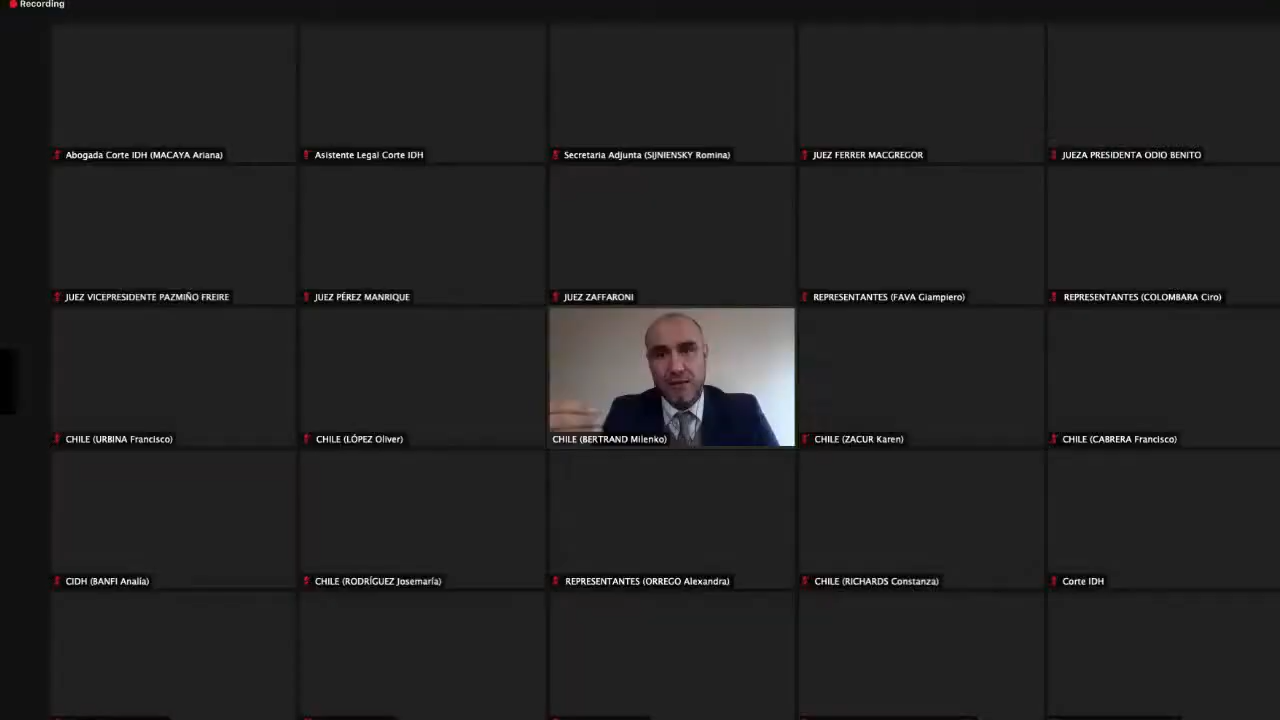 Recording
Abogada Corte IDH (MACAYA Ariana)
Asistente Legal Corte IDH
Secretaria Adjunta (SIJNIENSKY Romina)
JUEZ FERRER MACGREGOR
JUEZA PRESIDENTA ODIO BENITO
JUEZ VICEPRESIDENTE PAZMIÑO FREIRE
JUEZ PÉREZ MANRIQUE
JUEZ ZAFFARONI
REPRESENTANTES (FAVA Giampiero)
REPRESENTANTES (COLOMBARA Ciro)
CHILE (URBINA Francisco)
CHILE (LÓPEZ Oliver)
CHILE (BERTRAND Milenko)
CHILE (ZACUR Karen)
CHILE (CABRERA Francisco)
CIDH (BANFI Analía)
CHILE (RODRÍGUEZ Josemaría)
REPRESENTANTES (ORREGO Alexandra)
CHILE (RICHARDS Constanza)
Corte IDH